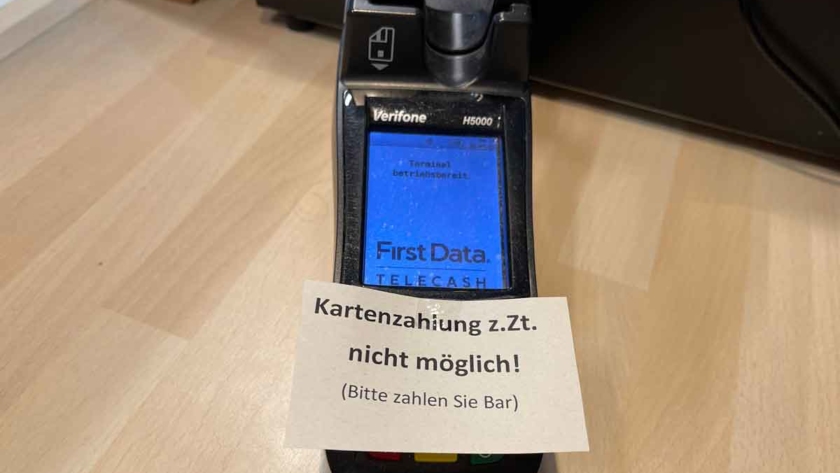 Verifone H5000
Terminal
betriebsbereit.
First Data.
TELECASH
Kartenzahlung z.Zt.
nicht möglich!
(Bitte zahlen Sie Bar)